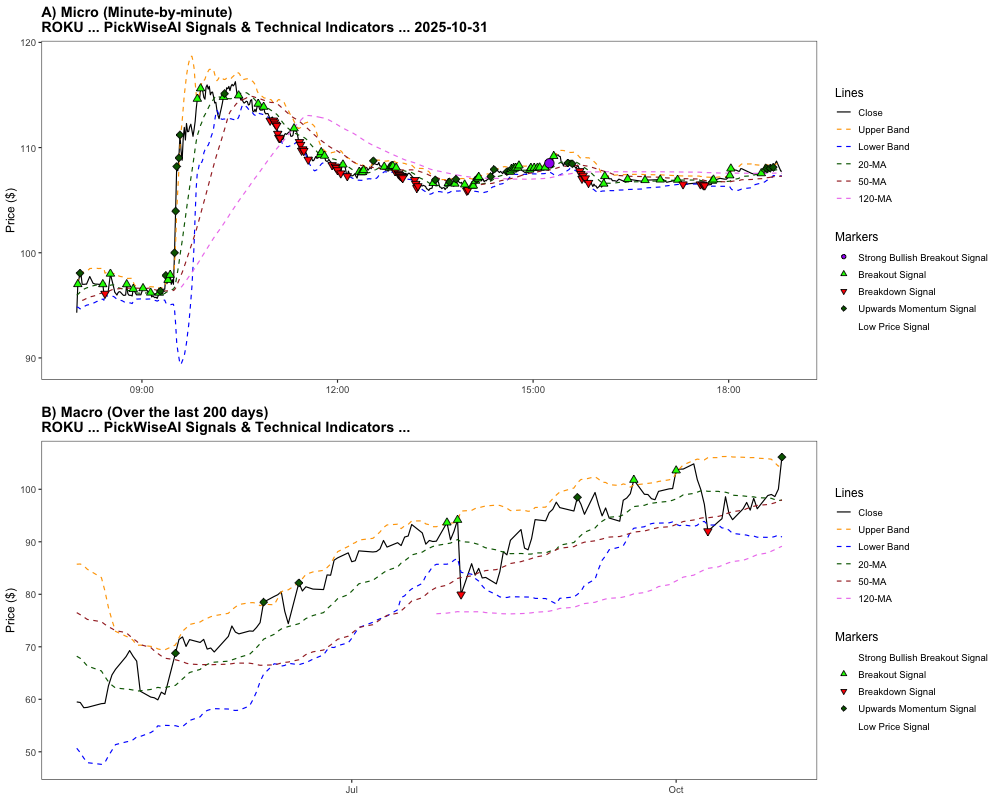 A) Micro (Minute-by-minute)
ROKU ... PickWiseAI Signals & Technical Indicators ... 2025-10-31
120
110
100
90
Price ($)
09:00
12:00
15:00
18:00
Lines
Close
Upper Band
Lower Band
20-MA
50-MA
120-MA
Markers
Strong Bullish Breakout Signal
Breakout Signal
Breakdown Signal
Upwards Momentum Signal
Low Price Signal
B) Macro (Over the last 200 days)
ROKU ... PickWiseAI Signals & Technical Indicators ...
100
90
80
70
60
50
Price ($)
Jul
Oct
Lines
Close
Upper Band
Lower Band
20-MA
50-MA
120-MA
Markers
Strong Bullish Breakout Signal
Breakout Signal
Breakdown Signal
Upwards Momentum Signal
Low Price Signal